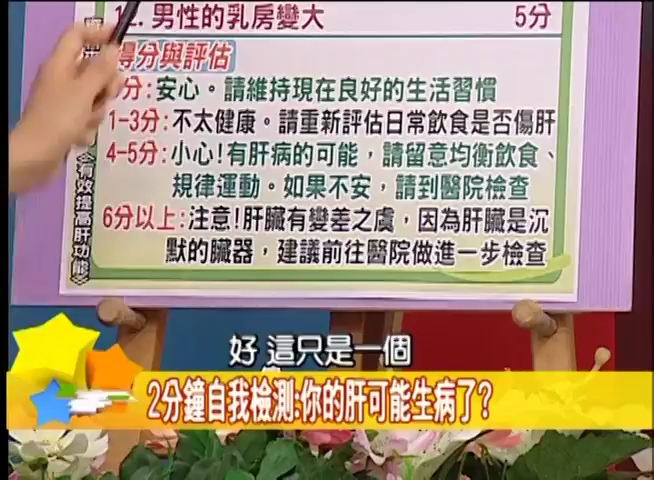 12. 男性的乳房變大 5分
得分與評估
0分:安心。請維持現在良好的生活習慣
1-3分:不太健康。請重新評估日常飲食是否傷肝
4-5分:小心!有肝病的可能,請留意均衡飲食、
規律運動。如果不安,請到醫院檢查
6分以上:注意!肝臟有變差之虞,因為肝臟是沉
默的臟器,建議前往醫院做進一步檢查
有效提高肝功能
好 這只是一個
2分鐘自我檢測:你的肝可能生病了?